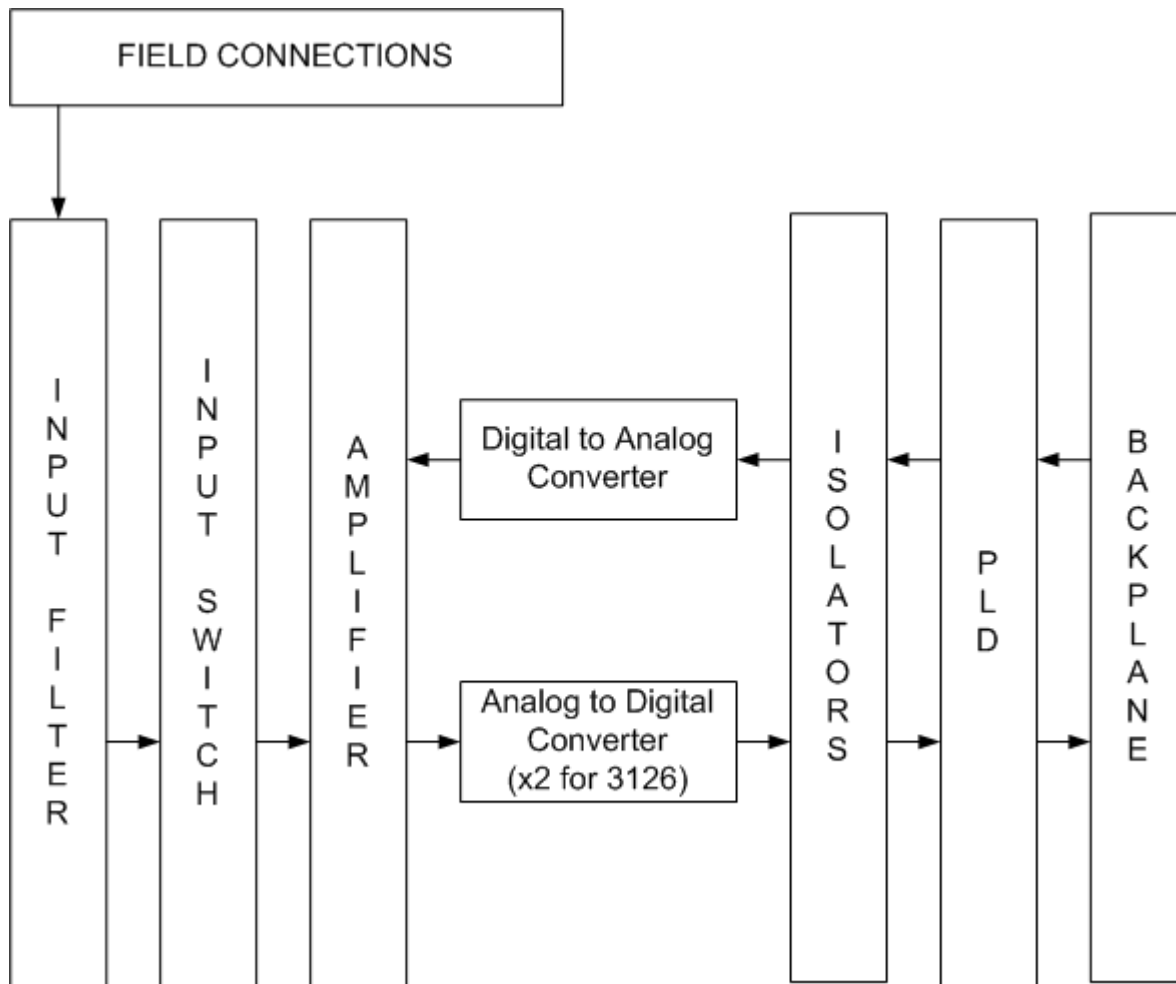 FIELD CONNECTIONS
INPUT FILTER
INPUT SWITCH
AMPLIFIER
Digital to Analog
Converter
Analog to Digital
Converter
(x2 for 3126)
ISOLATORS
PLD
BACKPLANE